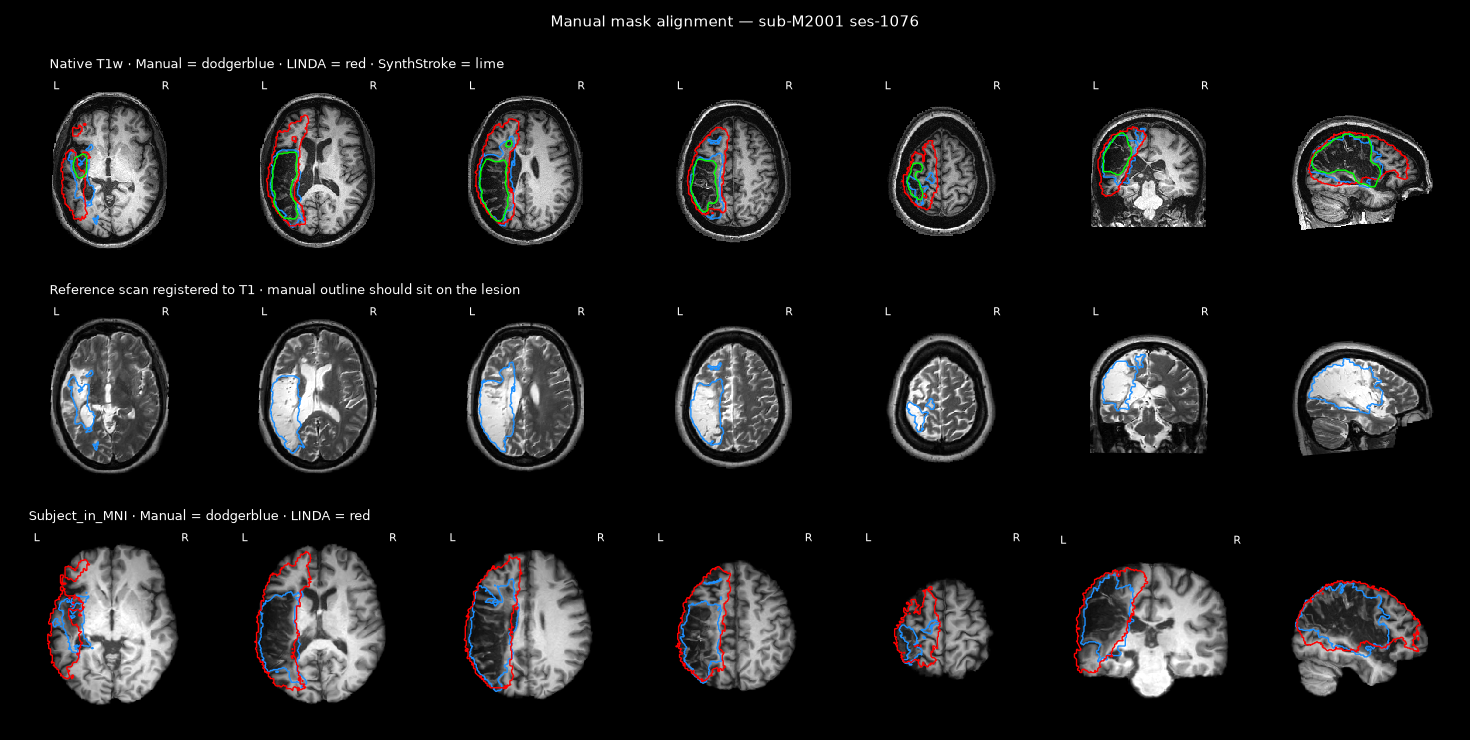 Manual mask alignment — sub-M2001 ses-1076
Native T1w · Manual = dodgerblue · LINDA = red · SynthStroke = lime
L R L R L R L R L R L R
Reference scan registered to T1 · manual outline should sit on the lesion
L R L R L R L R L R L R
Subject_in_MNI · Manual = dodgerblue · LINDA = red
L R L R L R L R L R L R